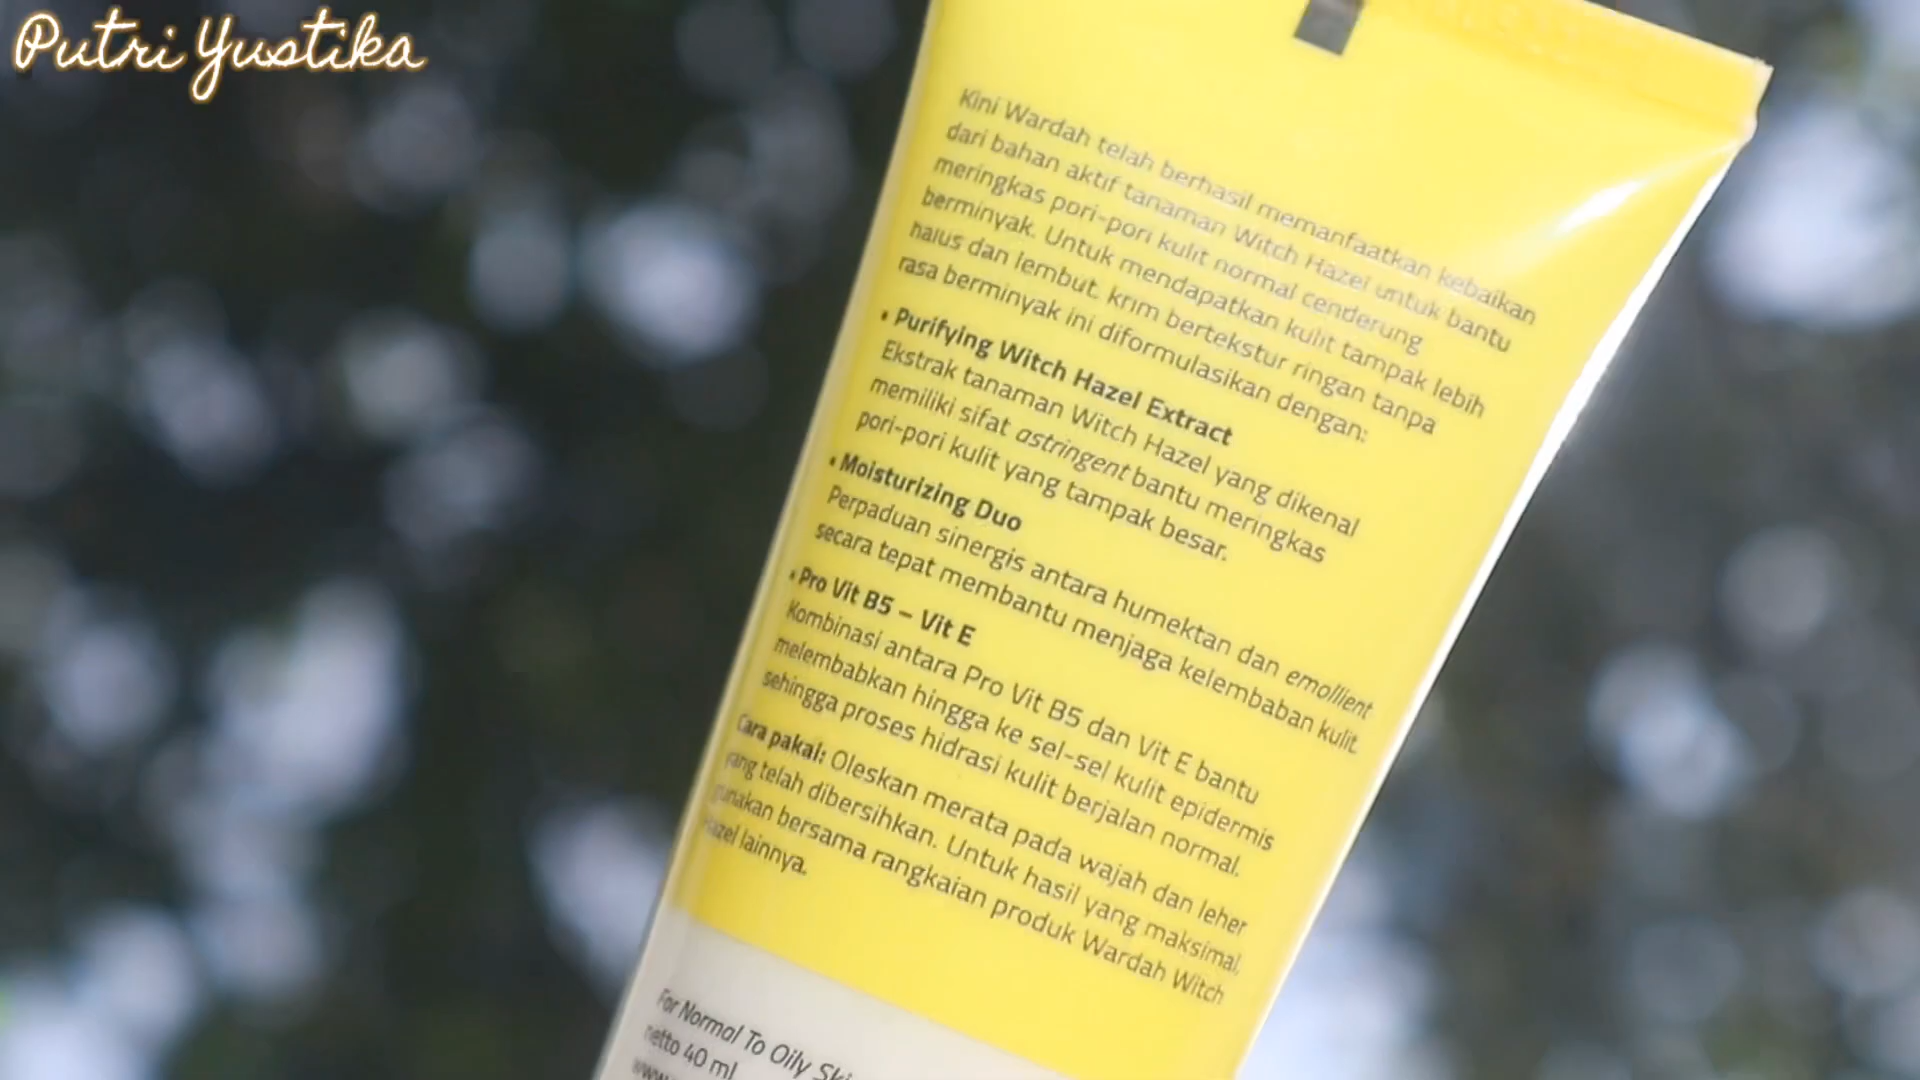 Putri Yustika
Kini Wardah telah berhasil memanfaatkan kebaikan
dari bahan aktif tanaman Witch Hazel untuk bantu
meringkas pori-pori kulit normal cenderung
berminyak. Untuk mendapatkan kulit tampak lebih
halus dan lembut, krim bertekstur ringan tanpa
rasa berminyak ini diformulasikan dengan:
• Purifying Witch Hazel Extract
Ekstrak tanaman Witch Hazel yang dikenal
memiliki sifat astringent bantu meringkas
pori-pori kulit yang tampak besar.
• Moisturizing Duo
Perpaduan sinergis antara humektan dan emollient
secara tepat membantu menjaga kelembaban kulit.
• Pro Vit B5 – Vit E
Kombinasi antara Pro Vit B5 dan Vit E bantu
melembabkan hingga ke sel-sel kulit epidermis
sehingga proses hidrasi kulit berjalan normal.
Cara pakai: Oleskan merata pada wajah dan leher
yang telah dibersihkan. Untuk hasil yang maksimal,
gunakan bersama rangkaian produk Wardah Witch
Hazel lainnya.
For Normal To Oily Ski
netto 40 ml
www